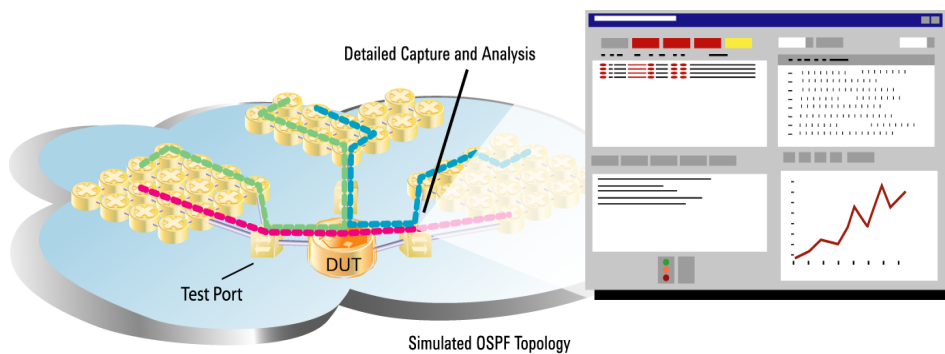 Detailed Capture and Analysis
DUT
Test Port
Simulated OSPF Topology